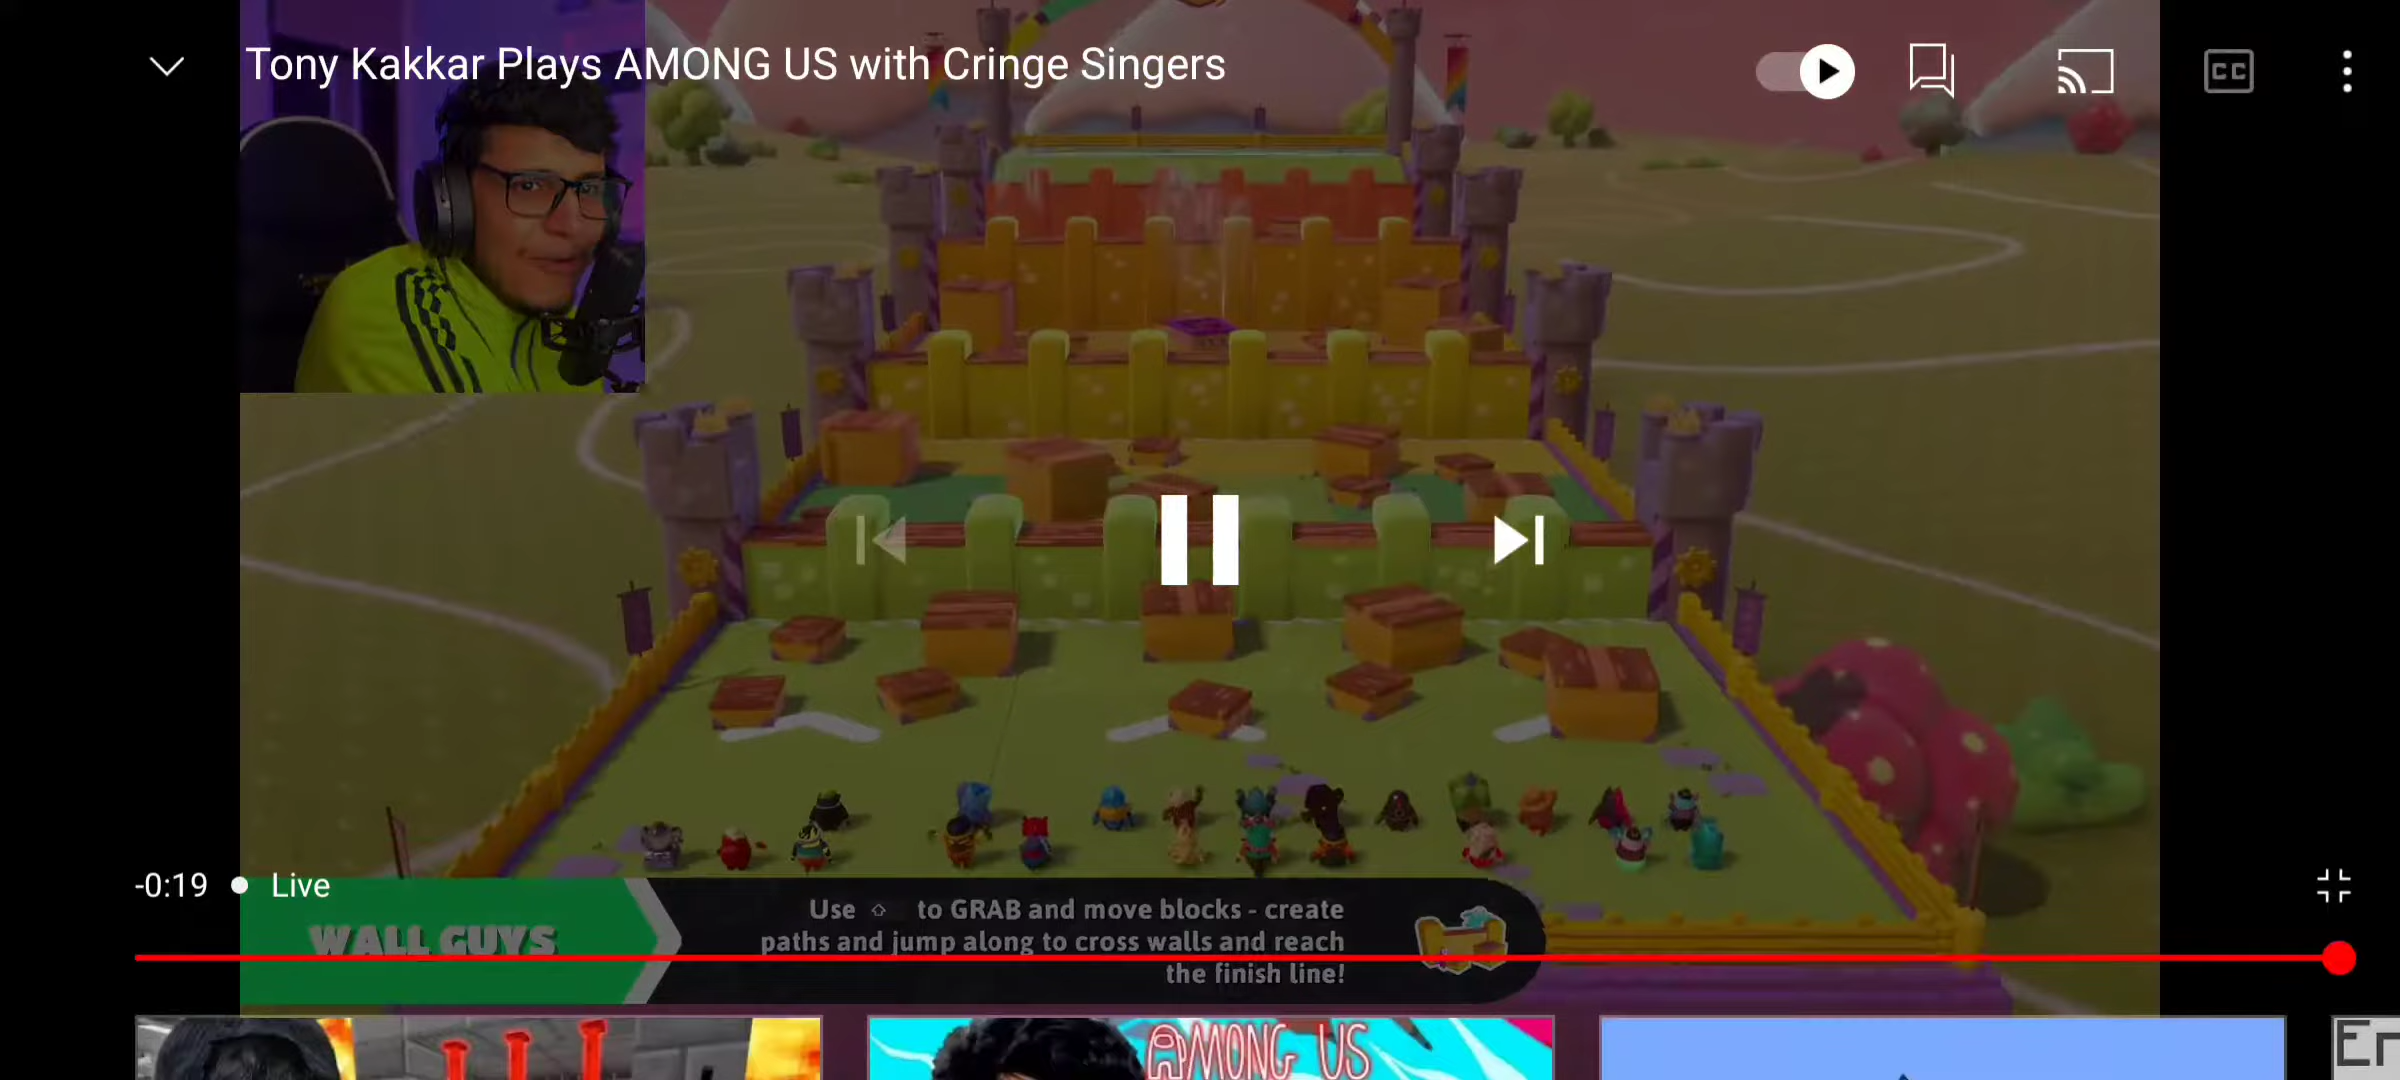 Tony Kakkar Plays AMONG US with Cringe Singers
CC
-0:19 Live
WALL GUYS
Use to GRAB and move blocks - create
paths and jump along to cross walls and reach
the finish line!
AMONG US